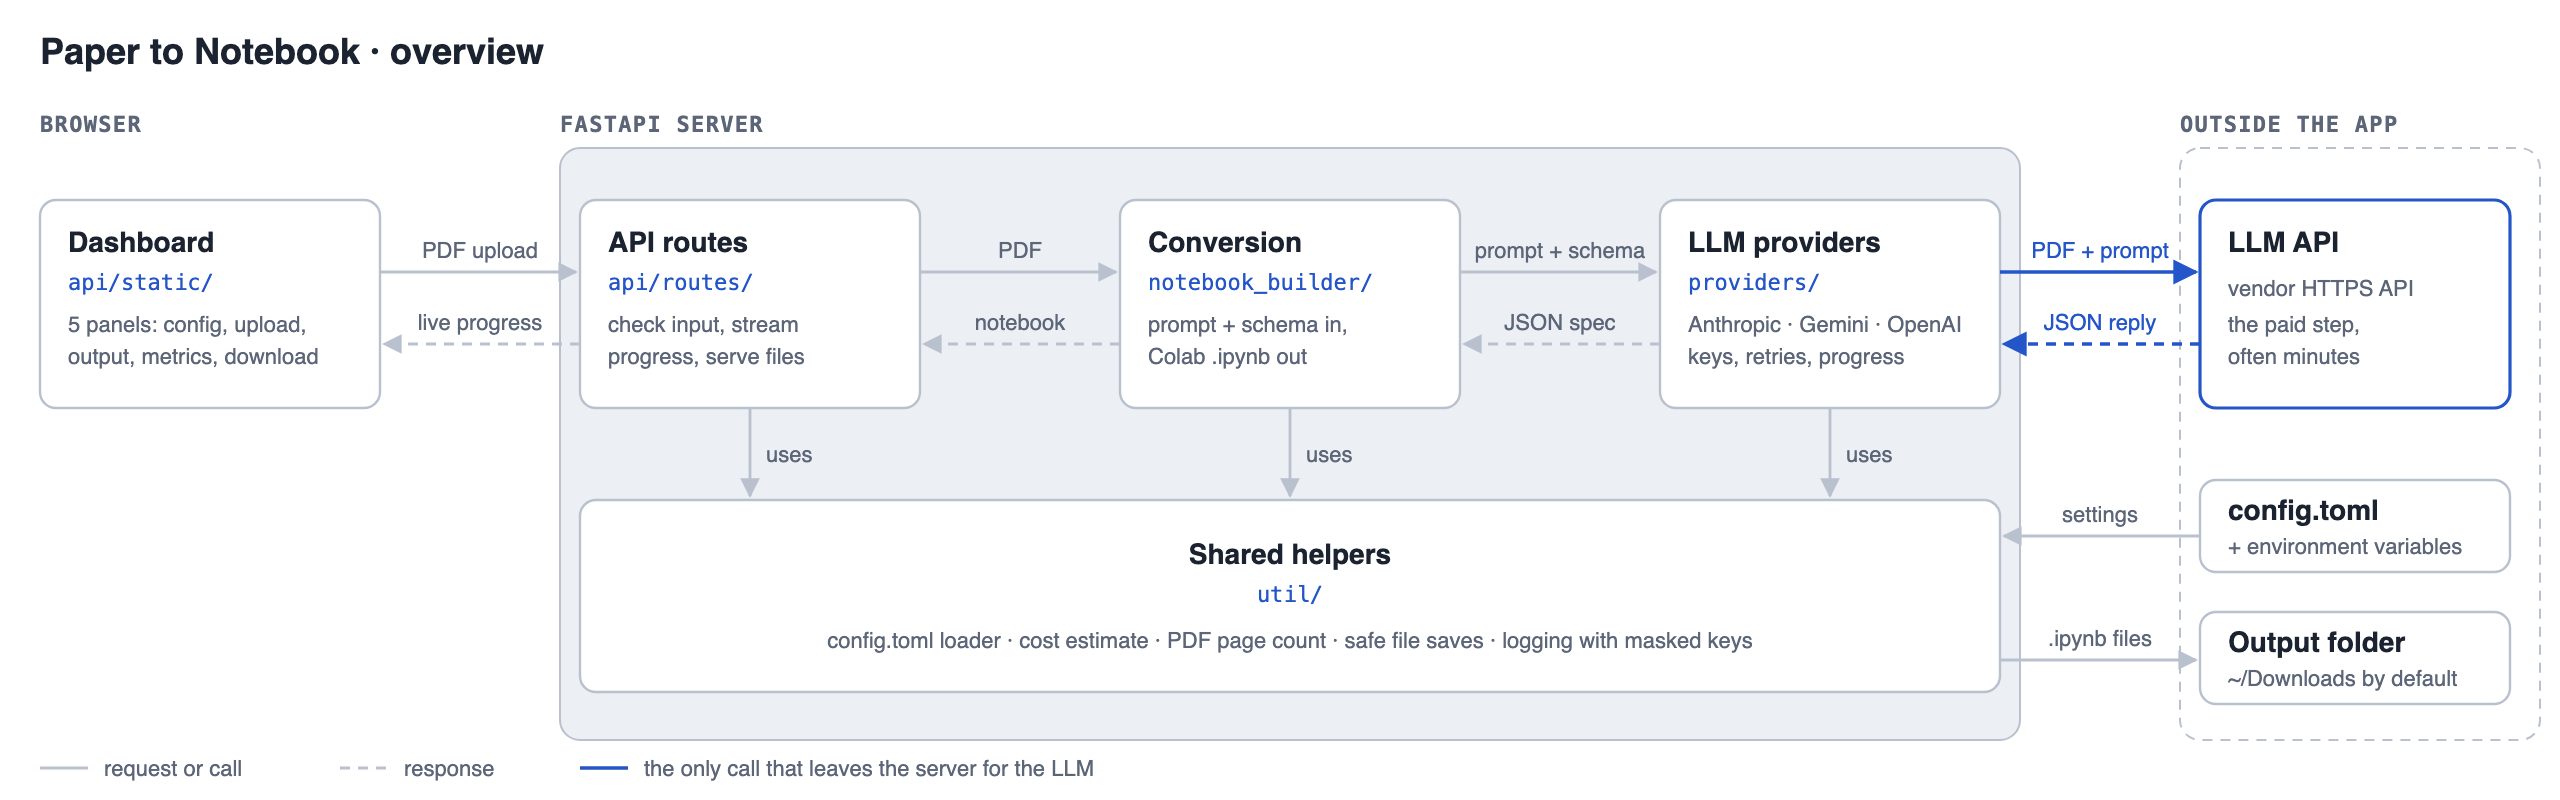 Paper to Notebook · overview
BROWSER
FASTAPI SERVER
OUTSIDE THE APP
Dashboard
api/static/
5 panels: config, upload,
output, metrics, download
PDF upload
live progress
API routes
api/routes/
check input, stream
progress, serve files
PDF
notebook
Conversion
notebook_builder/
prompt + schema in,
Colab .ipynb out
prompt + schema
JSON spec
LLM providers
providers/
Anthropic · Gemini · OpenAI
keys, retries, progress
PDF + prompt
JSON reply
LLM API
vendor HTTPS API
the paid step,
often minutes
uses
uses
uses
Shared helpers
util/
config.toml loader · cost estimate · PDF page count · safe file saves · logging with masked keys
settings
config.toml
+ environment variables
.ipynb files
Output folder
~/Downloads by default
request or call
response
the only call that leaves the server for the LLM